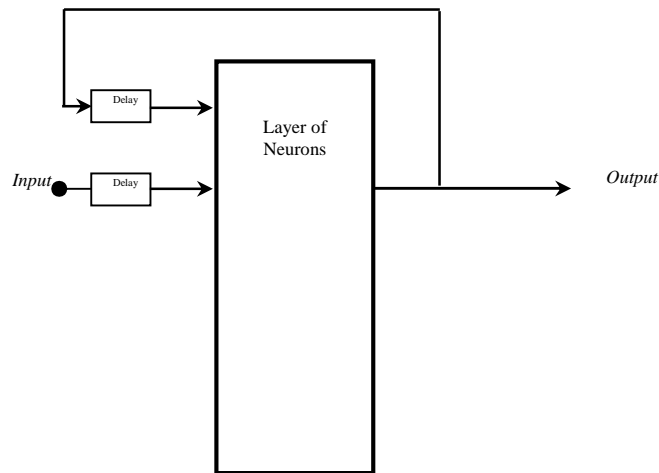 Delay
Layer of
Neurons
Input
Delay
Output